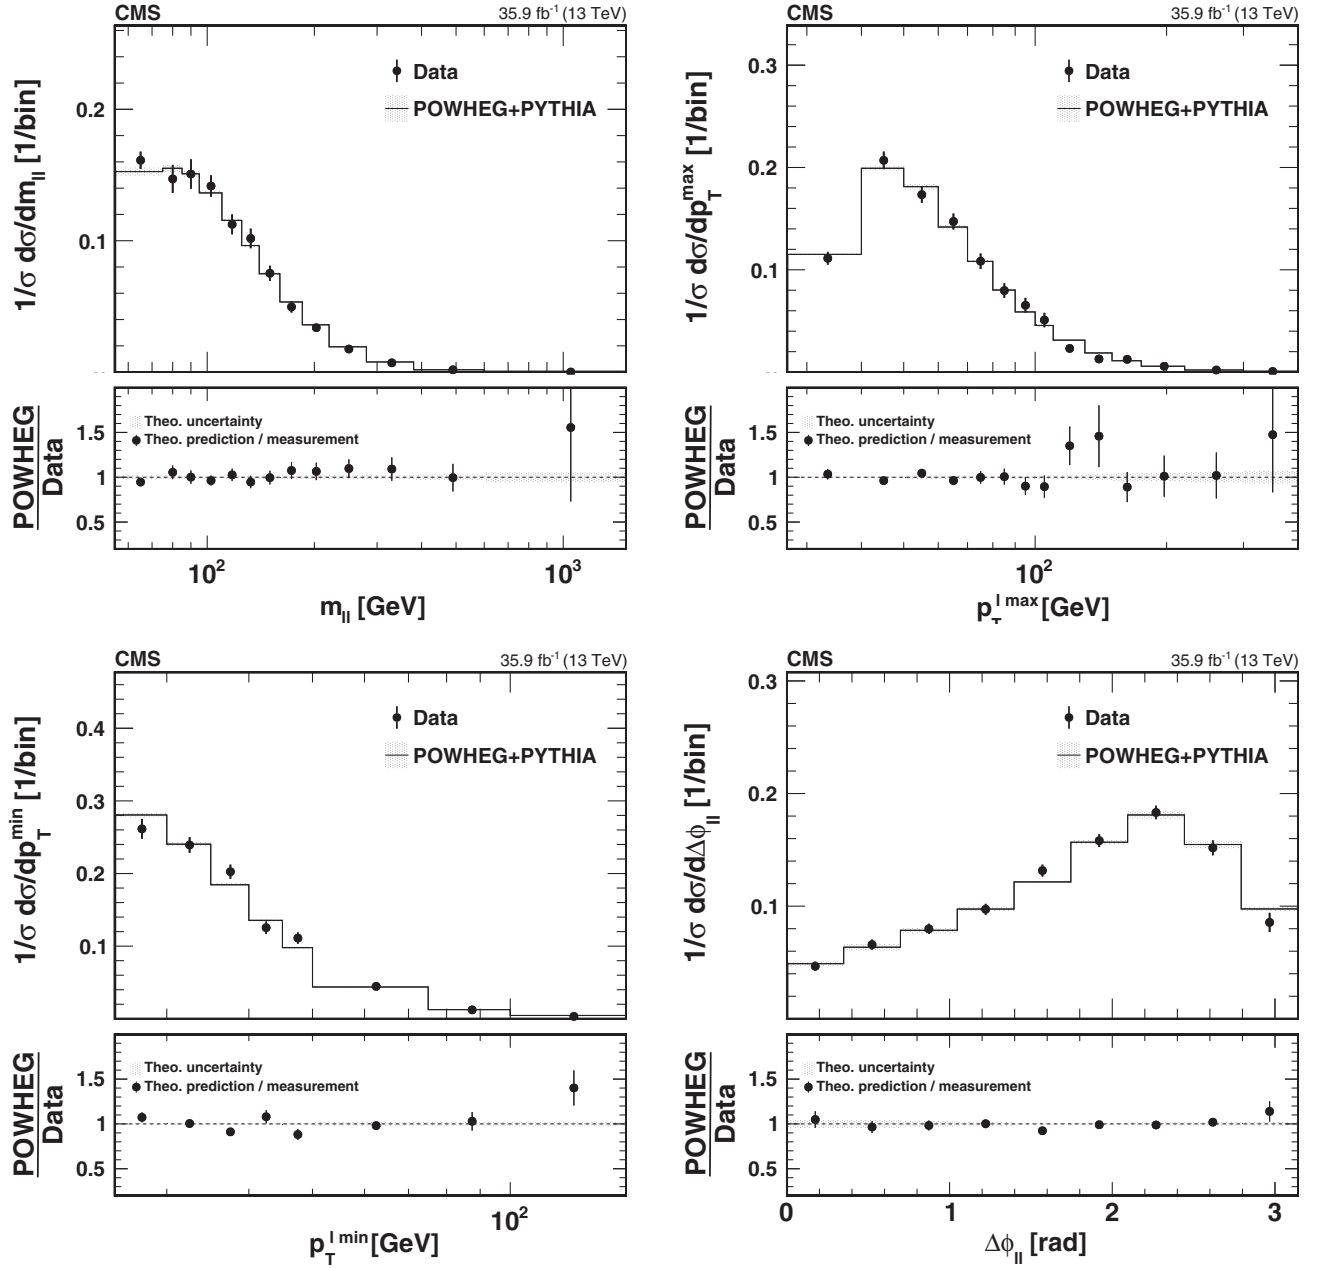 CMS 35.9 fb⁻¹ (13 TeV)
1/σ dσ/dm_ll [1/bin]
0.2
0.1
Data
POWHEG+PYTHIA
POWHEG
Data
1.5
1
0.5
Theo. uncertainty
Theo. prediction / measurement
10² 10³
m_ll [GeV]
CMS 35.9 fb⁻¹ (13 TeV)
1/σ dσ/dp_T^max [1/bin]
0.3
0.2
0.1
Data
POWHEG+PYTHIA
POWHEG
Data
1.5
1
0.5
Theo. uncertainty
Theo. prediction / measurement
10²
p_T^l max [GeV]
CMS 35.9 fb⁻¹ (13 TeV)
1/σ dσ/dp_T^min [1/bin]
0.4
0.3
0.2
0.1
Data
POWHEG+PYTHIA
POWHEG
Data
1.5
1
0.5
Theo. uncertainty
Theo. prediction / measurement
10²
p_T^l min [GeV]
CMS 35.9 fb⁻¹ (13 TeV)
1/σ dσ/dΔϕ_ll [1/bin]
0.3
0.2
0.1
Data
POWHEG+PYTHIA
POWHEG
Data
1.5
1
0.5
Theo. uncertainty
Theo. prediction / measurement
0 1 2 3
Δϕ_ll [rad]